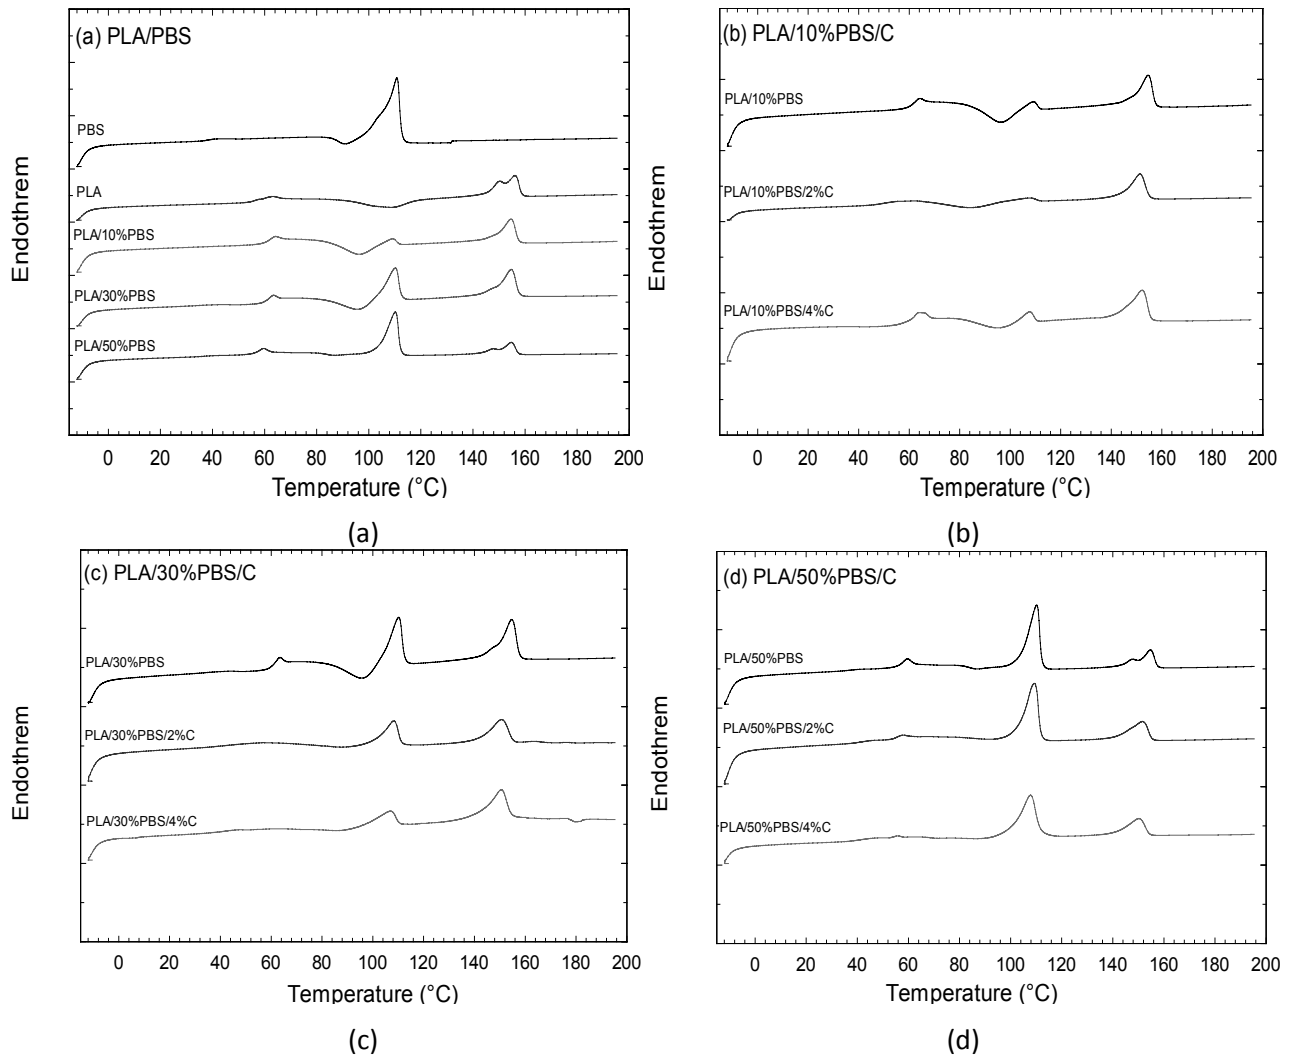 (a) PLA/PBS
PBS
PLA
PLA/10%PBS
PLA/30%PBS
PLA/50%PBS
Endothrem
0 20 40 60 80 100 120 140 160 180 200
Temperature (°C)
(a)
(b) PLA/10%PBS/C
PLA/10%PBS
PLA/10%PBS/2%C
PLA/10%PBS/4%C
Endothrem
0 20 40 60 80 100 120 140 160 180 200
Temperature (°C)
(b)
(c) PLA/30%PBS/C
PLA/30%PBS
PLA/30%PBS/2%C
PLA/30%PBS/4%C
Endothrem
0 20 40 60 80 100 120 140 160 180 200
Temperature (°C)
(c)
(d) PLA/50%PBS/C
PLA/50%PBS
PLA/50%PBS/2%C
PLA/50%PBS/4%C
Endothrem
0 20 40 60 80 100 120 140 160 180 200
Temperature (°C)
(d)